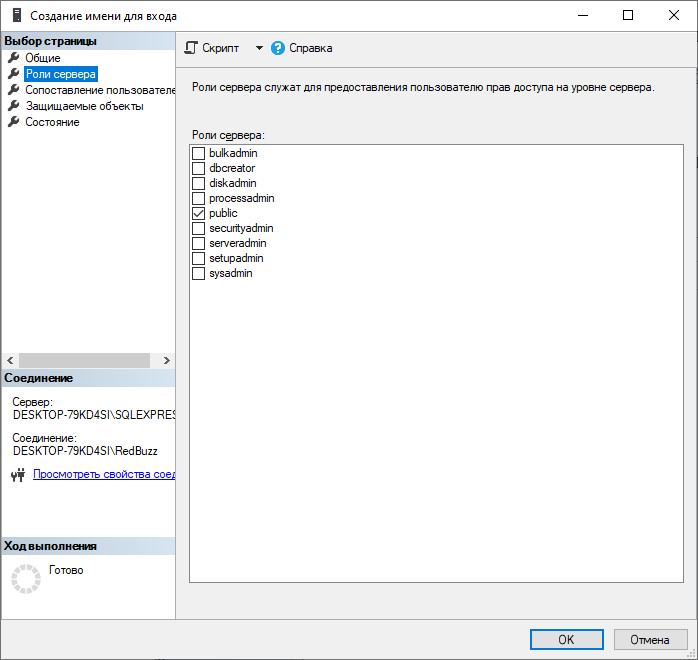 Создание имени для входа
Выбор страницы
Общие
Роли сервера
Сопоставление пользователе
Защищаемые объекты
Состояние
Соединение
Сервер:
DESKTOP-79KD4SI\SQLEXPRES
Соединение:
DESKTOP-79KD4SI\RedBuzz
Просмотреть свойства соед
Ход выполнения
Готово
Скрипт
Справка
Роли сервера служат для предоставления пользователю прав доступа на уровне сервера.
Роли сервера:
bulkadmin
dbcreator
diskadmin
processadmin
public
securityadmin
serveradmin
setupadmin
sysadmin
OK
Отмена